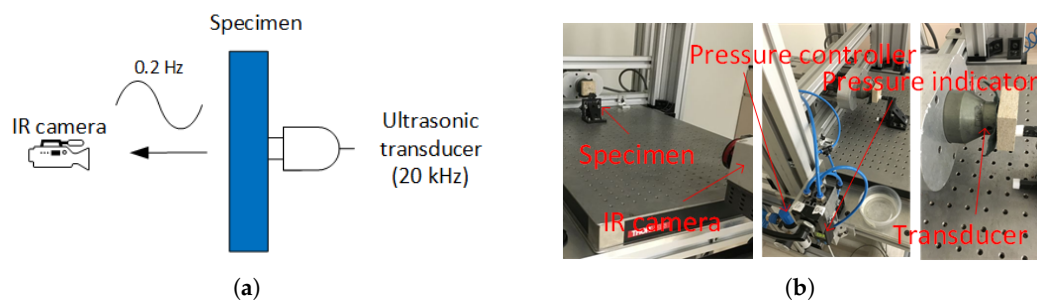 Specimen
0.2 Hz
IR camera
Ultrasonic
transducer
(20 kHz)
(a)
Pressure controller
Pressure indicator
Specimen
IR camera
Transducer
(b)